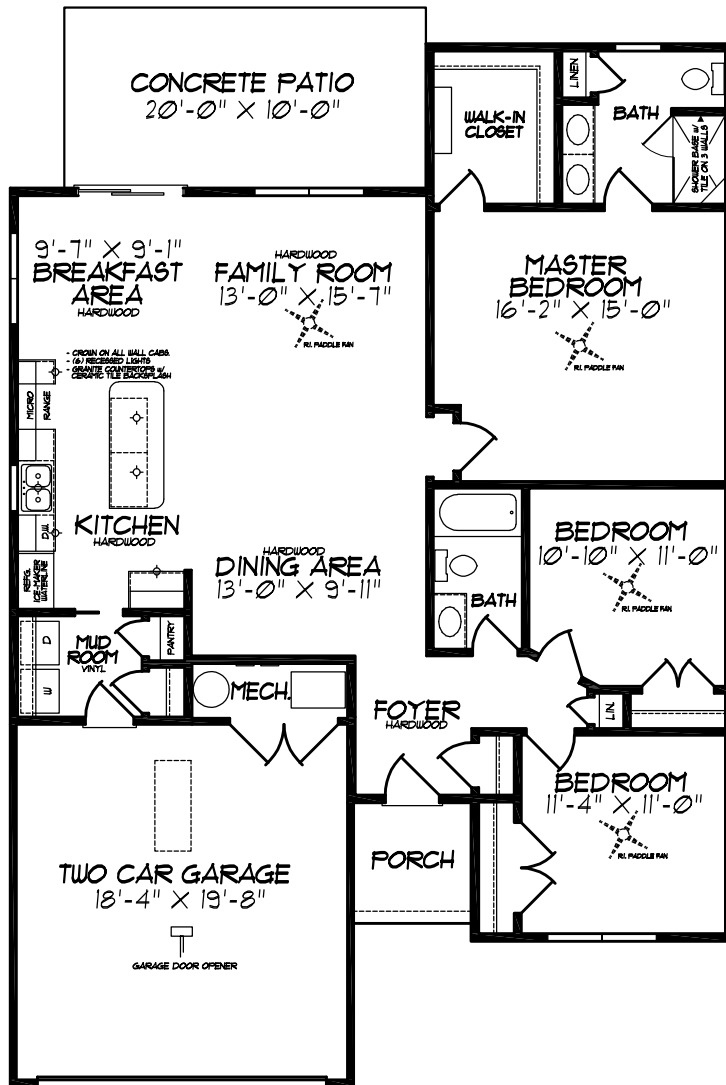 CONCRETE PATIO
20'-0" X 10'-0"
WALK-IN
CLOSET
LINEN
BATH
SHOWER BASE W/
TILE ON 3 WALLS
9'-7" X 9'-1"
BREAKFAST
AREA
HARDWOOD
HARDWOOD
FAMILY ROOM
13'-0" X 15'-7"
R.I. PADDLE FAN
MASTER
BEDROOM
16'-2" X 15'-0"
R.I. PADDLE FAN
- CROWN ON ALL WALL CABS.
- (6) RECESSED LIGHTS
- GRANITE COUNTERTOPS W/
CERAMIC TILE BACKSPLASH
MICRO
RANGE
KITCHEN
HARDWOOD
D.W.
REFG.
ICE-MAKER
WATERLINE
HARDWOOD
DINING AREA
13'-0" X 9'-11"
BATH
BEDROOM
10'-10" X 11'-0"
R.I. PADDLE FAN
D
W
MUD
ROOM
VINYL
PANTRY
MECH.
FOYER
HARDWOOD
LIN.
BEDROOM
11'-4" X 11'-0"
R.I. PADDLE FAN
PORCH
TWO CAR GARAGE
18'-4" X 19'-8"
GARAGE DOOR OPENER